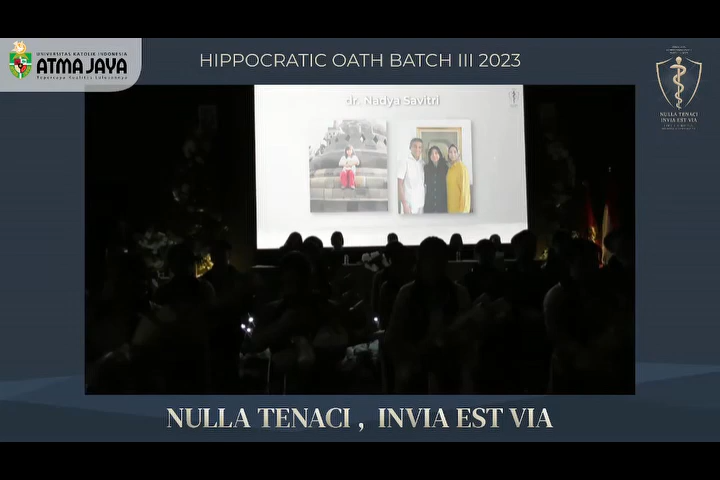 UNIVERSITAS KATOLIK INDONESIA
ATMA JAYA
HIPPOCRATIC OATH BATCH III 2023
NULLA TENACI
INVIA EST VIA
dr. Nadya Savitri
NULLA TENACI , INVIA EST VIA